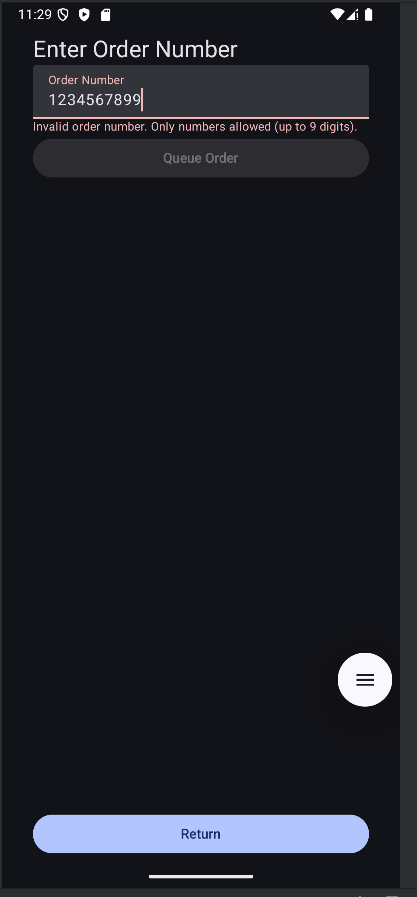 11:29
Enter Order Number
Order Number
1234567899
Invalid order number. Only numbers allowed (up to 9 digits).
Queue Order
Return